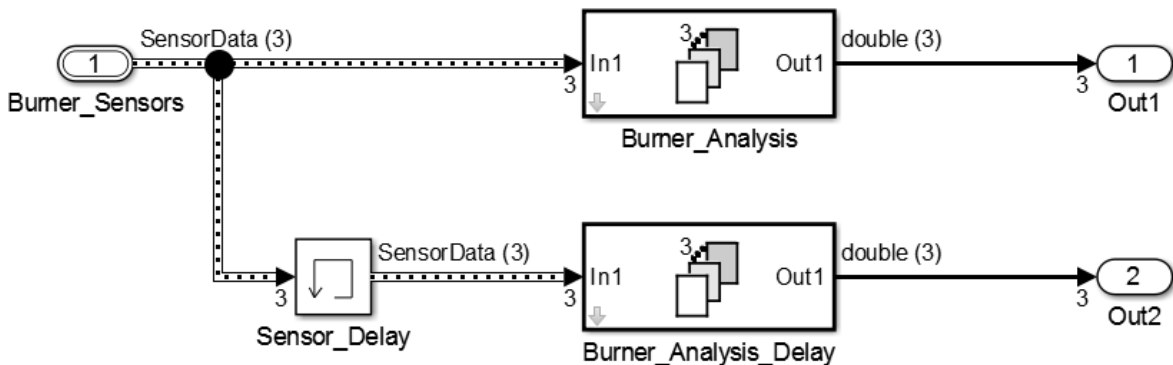 SensorData (3)
1
Burner_Sensors
3
In1
3
Out1
Burner_Analysis
double (3)
3
1
Out1
3
Sensor_Delay
SensorData (3)
3
In1
3
Out1
Burner_Analysis_Delay
double (3)
3
2
Out2